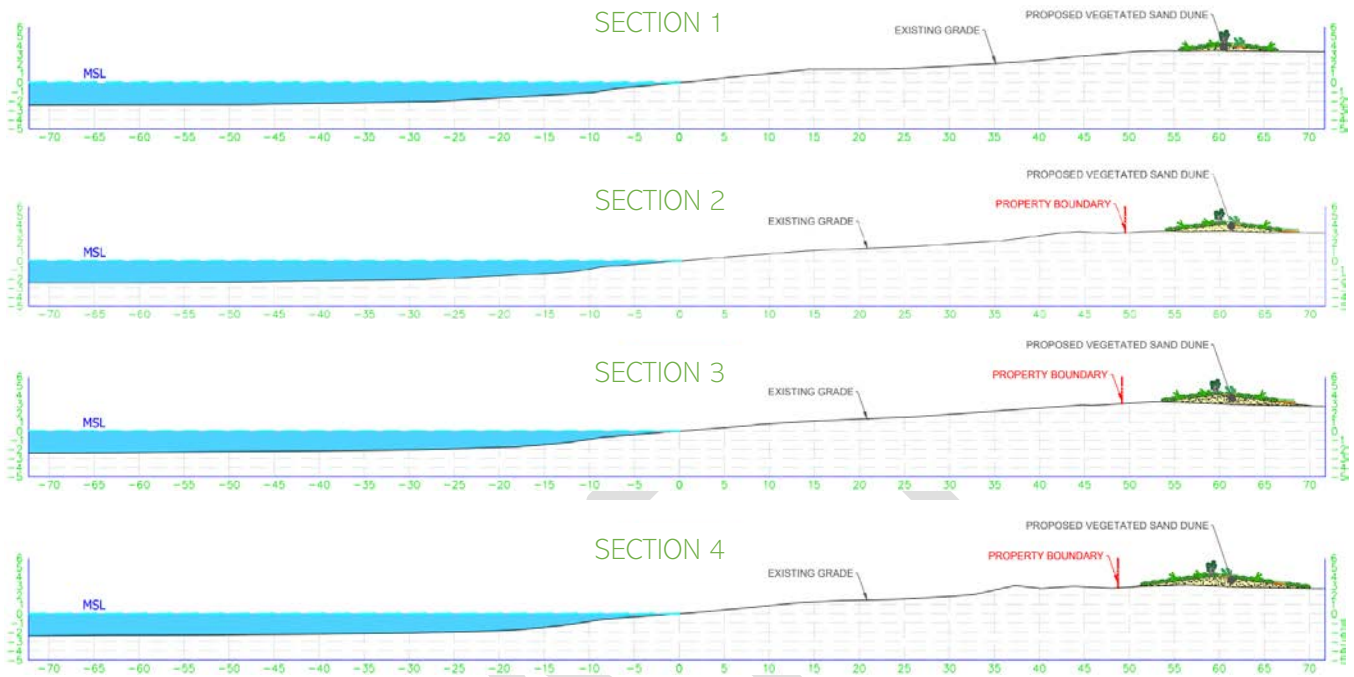 SECTION 1
PROPOSED VEGETATED SAND DUNE
EXISTING GRADE
MSL
-70 -65 -60 -55 -50 -45 -40 -35 -30 -25 -20 -15 -10 -5 0 5 10 15 20 25 30 35 40 45 50 55 60 65 70
SECTION 2
PROPOSED VEGETATED SAND DUNE
PROPERTY BOUNDARY
EXISTING GRADE
MSL
-70 -65 -60 -55 -50 -45 -40 -35 -30 -25 -20 -15 -10 -5 0 5 10 15 20 25 30 35 40 45 50 55 60 65 70
SECTION 3
PROPOSED VEGETATED SAND DUNE
PROPERTY BOUNDARY
EXISTING GRADE
MSL
-70 -65 -60 -55 -50 -45 -40 -35 -30 -25 -20 -15 -10 -5 0 5 10 15 20 25 30 35 40 45 50 55 60 65 70
SECTION 4
PROPOSED VEGETATED SAND DUNE
PROPERTY BOUNDARY
EXISTING GRADE
MSL
-70 -65 -60 -55 -50 -45 -40 -35 -30 -25 -20 -15 -10 -5 0 5 10 15 20 25 30 35 40 45 50 55 60 65 70